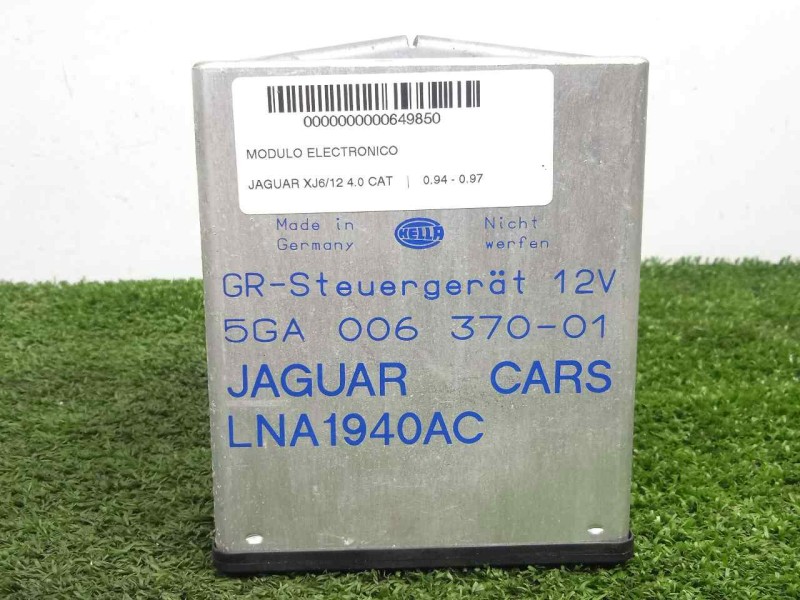 0000000000649850
MODULO ELECTRONICO
JAGUAR XJ6/12 4.0 CAT | 0.94 - 0.97
Made in Germany
HELLA
Nicht werfen
GR-Steuergerät 12V
5GA 006 370-01
JAGUAR CARS
LNA1940AC